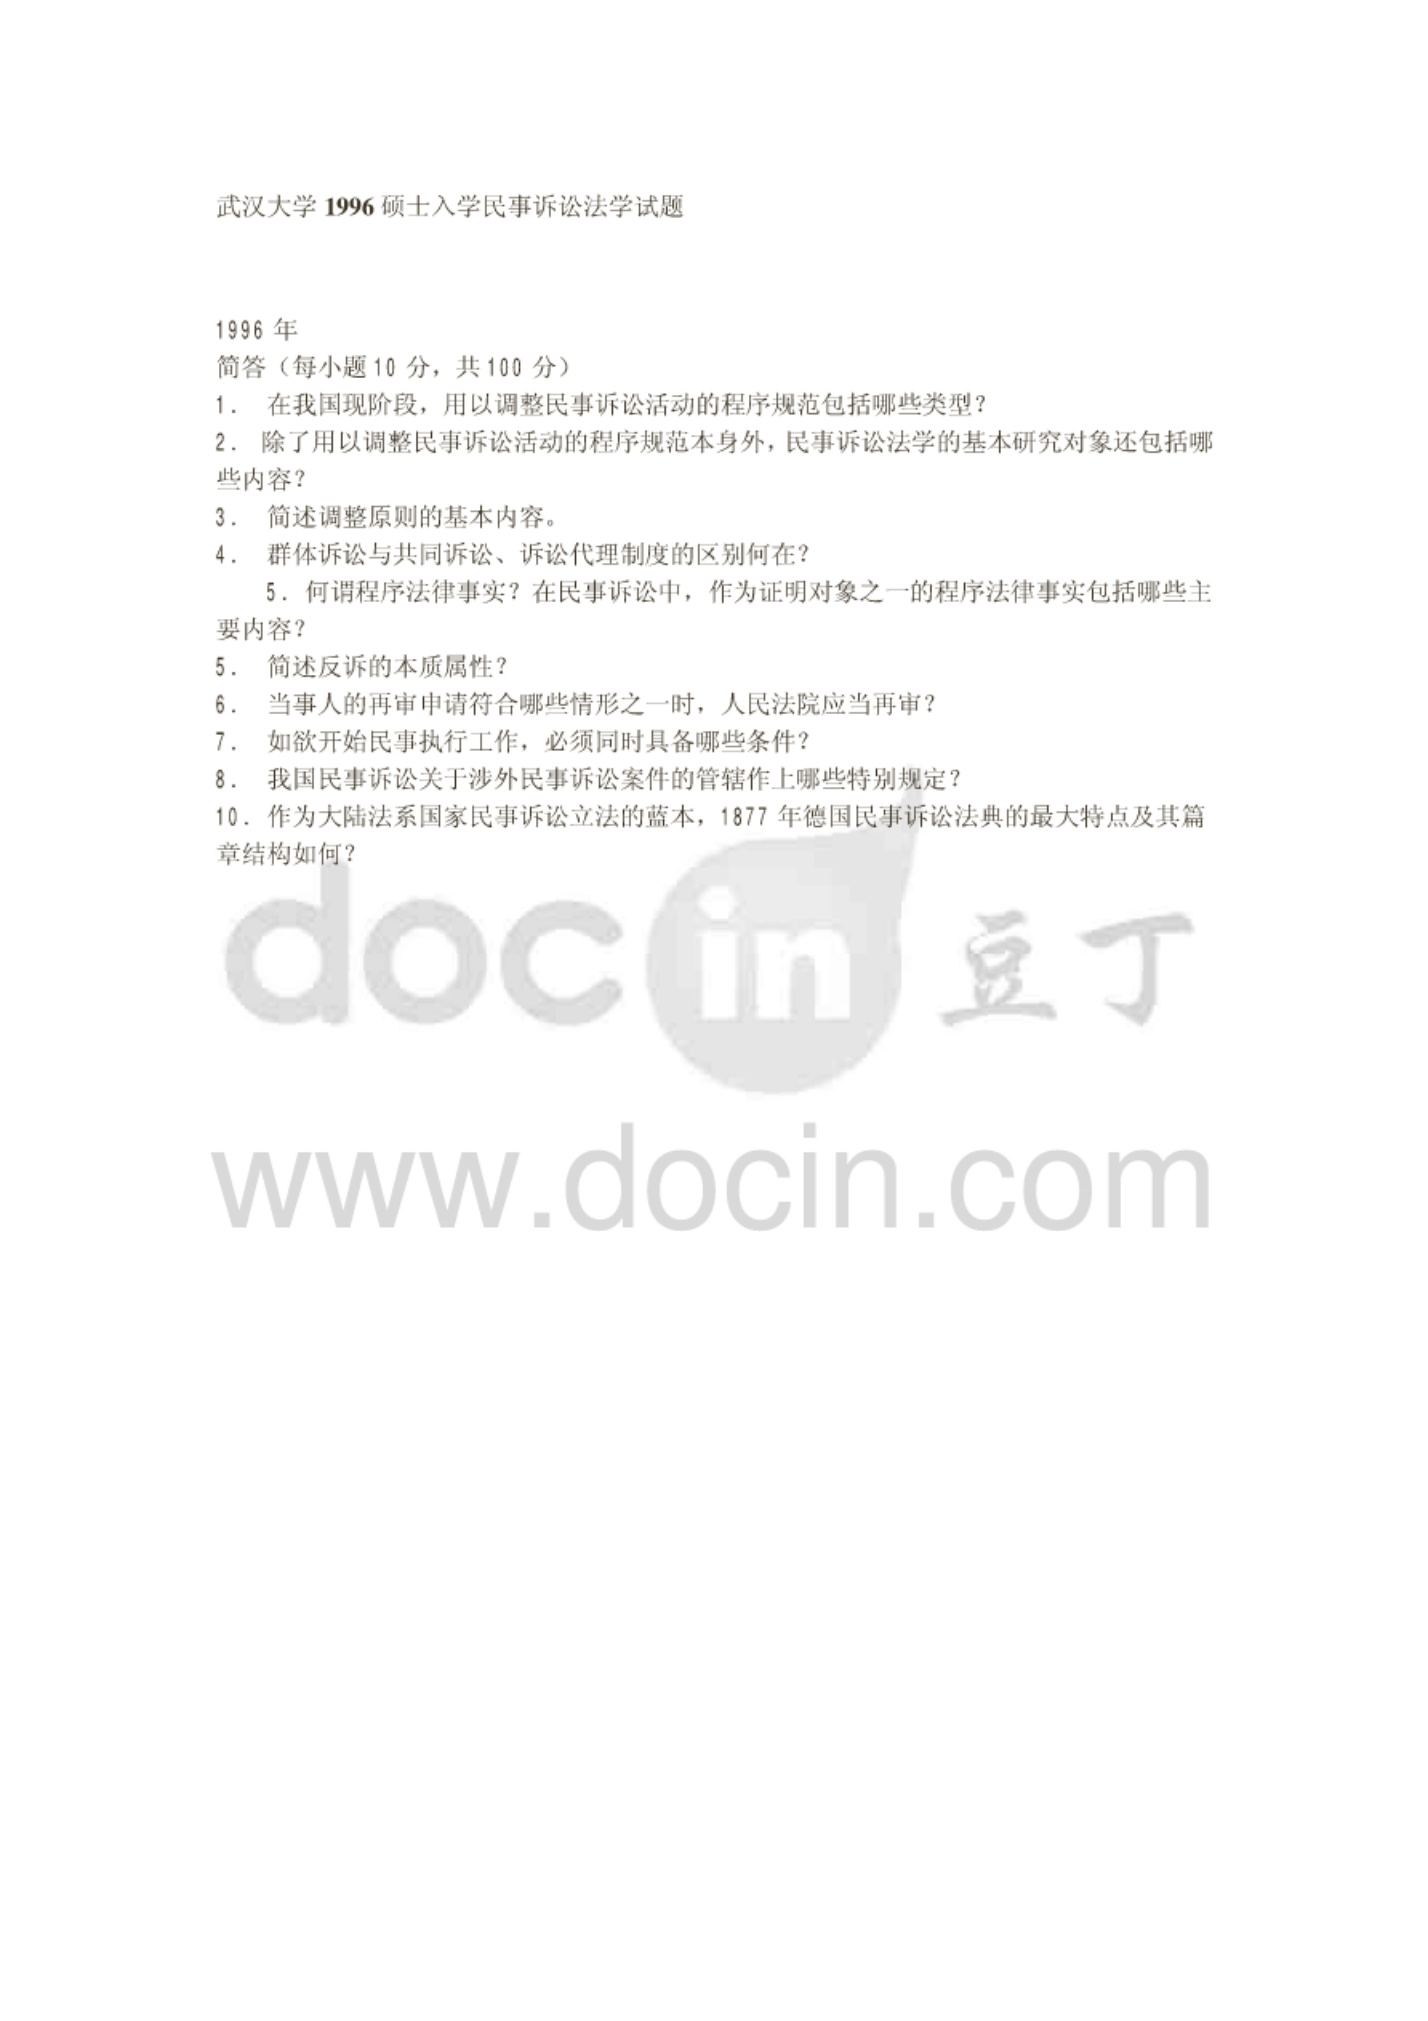 武汉大学 1996 硕士入学民事诉讼法学试题
1996 年
简答（每小题10 分，共100 分）
1． 在我国现阶段，用以调整民事诉讼活动的程序规范包括哪些类型？
2． 除了用以调整民事诉讼活动的程序规范本身外，民事诉讼法学的基本研究对象还包括哪
些内容？
3． 简述调整原则的基本内容。
4． 群体诉讼与共同诉讼、诉讼代理制度的区别何在？
5．何谓程序法律事实？在民事诉讼中，作为证明对象之一的程序法律事实包括哪些主
要内容？
5． 简述反诉的本质属性？
6． 当事人的再审申请符合哪些情形之一时，人民法院应当再审？
7． 如欲开始民事执行工作，必须同时具备哪些条件？
8． 我国民事诉讼关于涉外民事诉讼案件的管辖作上哪些特别规定？
10．作为大陆法系国家民事诉讼立法的蓝本，1877 年德国民事诉讼法典的最大特点及其篇
章结构如何？
docin 豆丁
www.docin.com